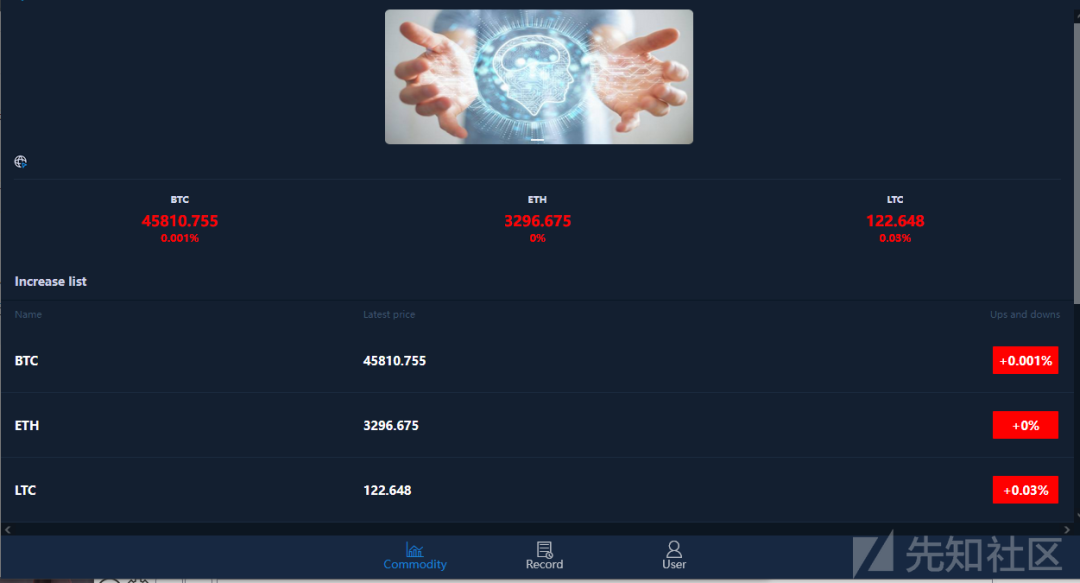 BTC ETH LTC
45810.755 3296.675 122.648
0.001% 0% 0.03%
Increase list
Name Latest price Ups and downs
BTC 45810.755 +0.001%
ETH 3296.675 +0%
LTC 122.648 +0.03%
Commodity Record User
先知社区